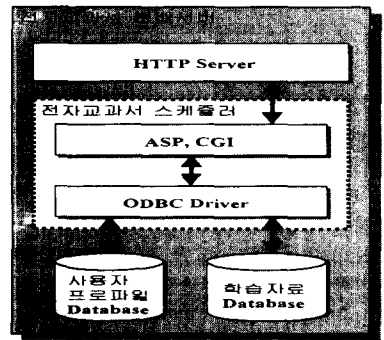 HTTP Server
전자교과서 스케줄러
ASP, CGI
ODBC Driver
사용자
프로파일
Database
학습자료
Database